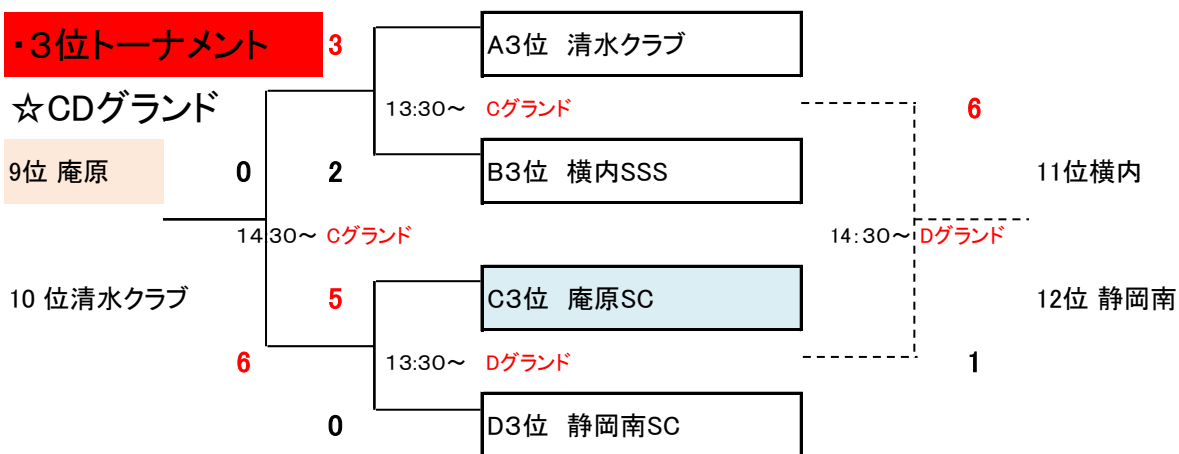 ・３位トーナメント
3
A3位 清水クラブ
☆CDグランド
13:30～ Cグランド
6
9位 庵原
0
2
B3位 横内SSS
11位横内
14:30～ Cグランド
14:30～ Dグランド
10 位清水クラブ
5
C3位 庵原SC
12位 静岡南
6
13:30～ Dグランド
1
0
D3位 静岡南SC